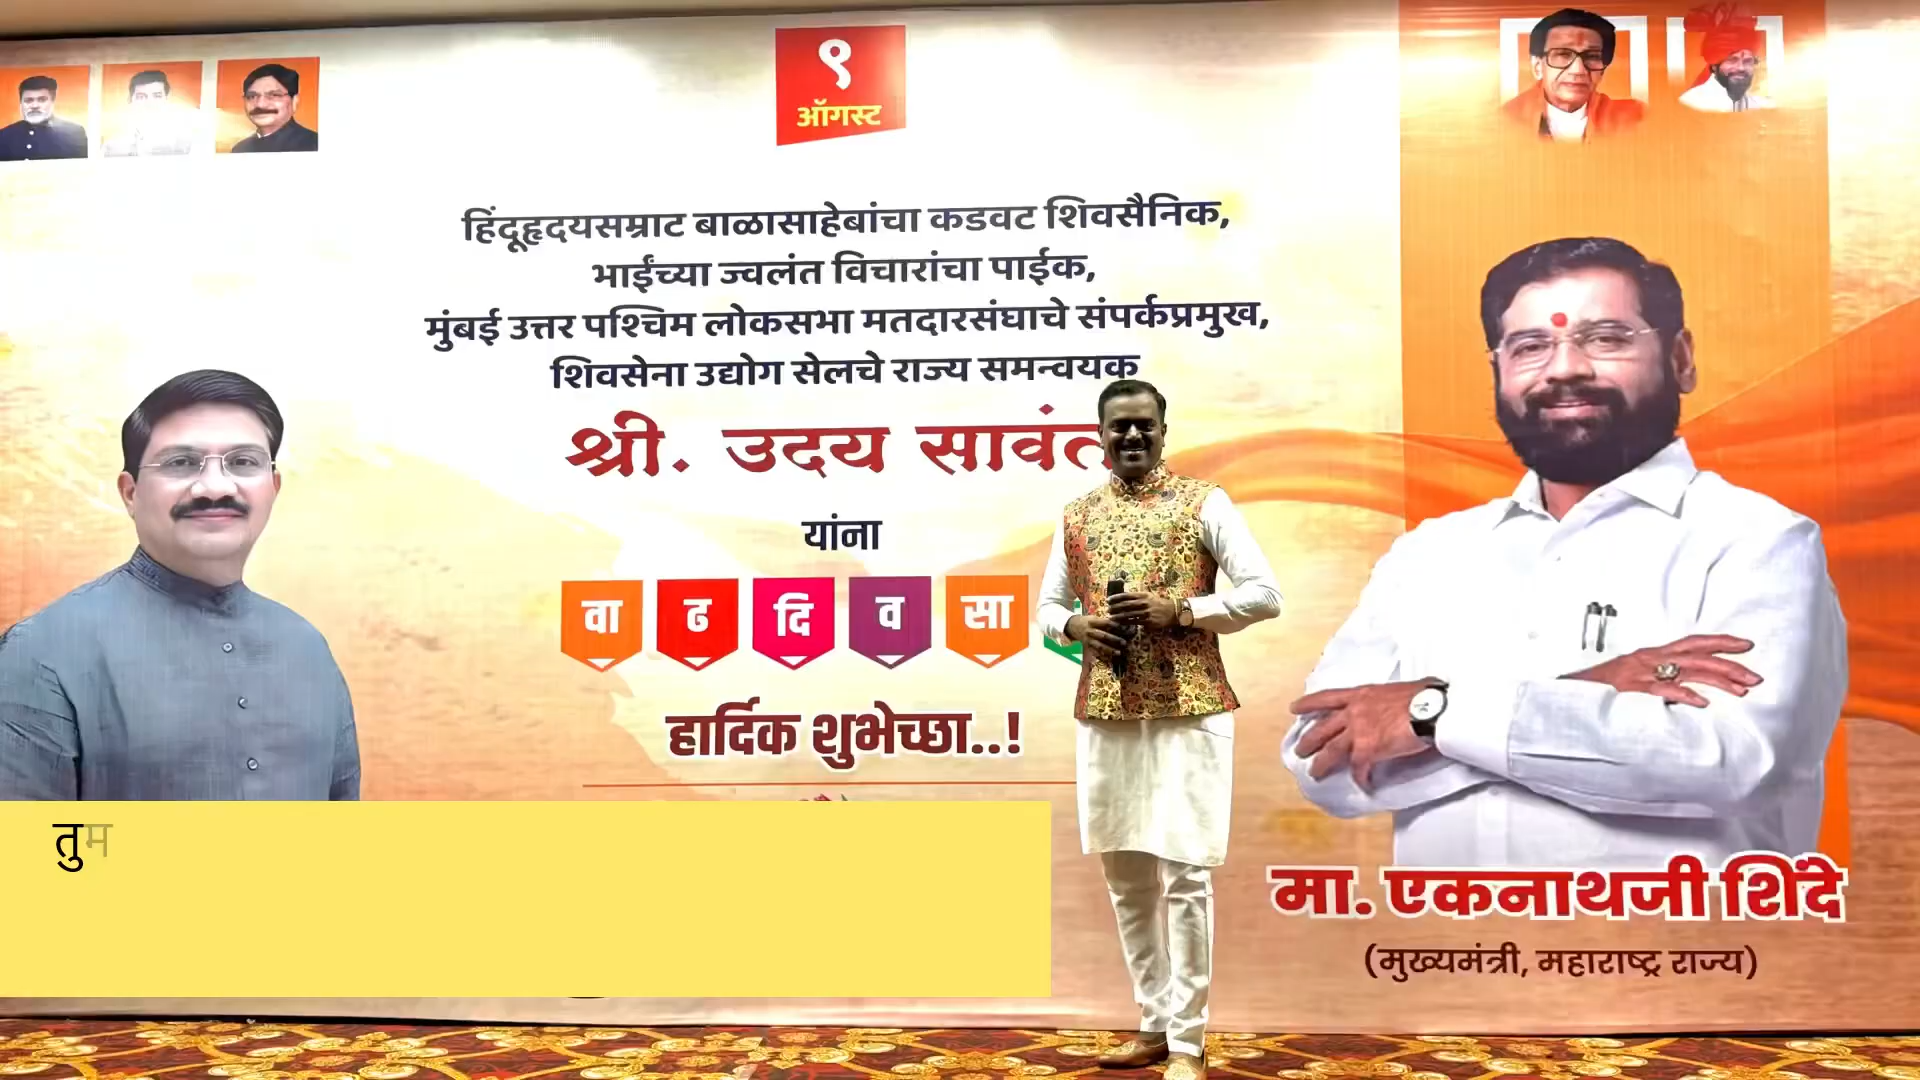 ९
ऑगस्ट
हिंदूहृदयसम्राट बाळासाहेबांचा कडवट शिवसैनिक,
भाईंच्या ज्वलंत विचारांचा पाईक,
मुंबई उत्तर पश्चिम लोकसभा मतदारसंघाचे संपर्कप्रमुख,
शिवसेना उद्योग सेलचे राज्य समन्वयक
श्री. उदय सावंत
यांना
वा ढ दि व सा
हार्दिक शुभेच्छा..!
तुम
मा. एकनाथजी शिंदे
(मुख्यमंत्री, महाराष्ट्र राज्य)